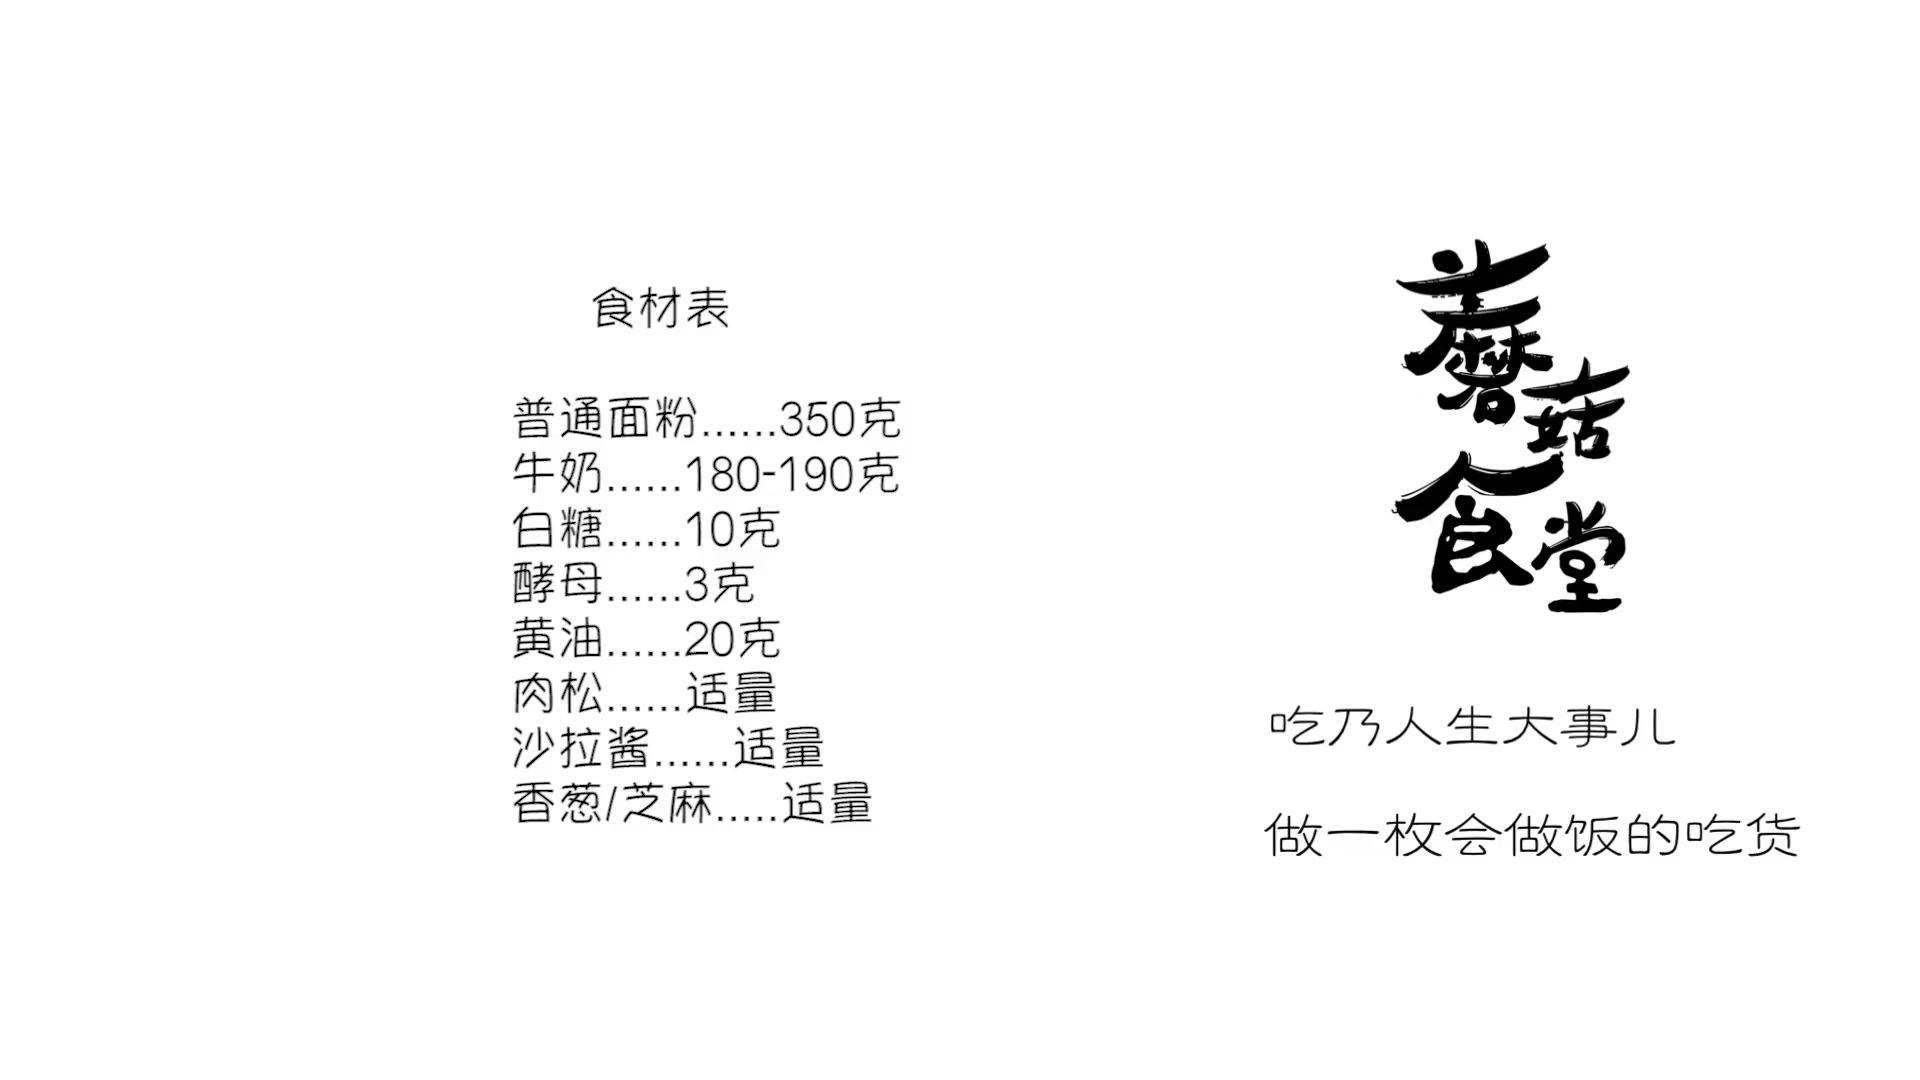 食材表
普通面粉......350克
牛奶......180-190克
白糖......10克
酵母......3克
黄油......20克
肉松......适量
沙拉酱......适量
香葱/芝麻.....适量
蘑菇
食堂
吃乃人生大事儿
做一枚会做饭的吃货